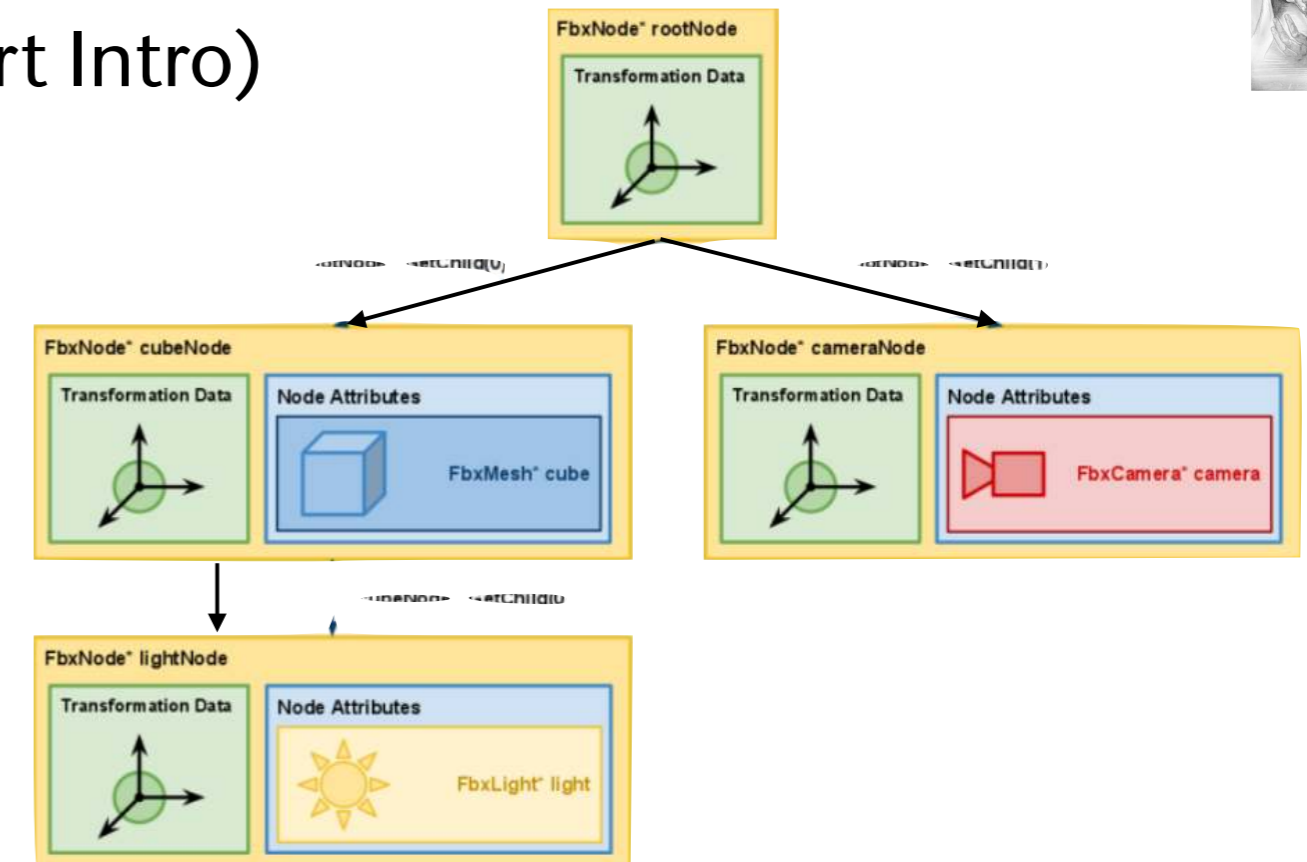 rt Intro)
FbxNode* rootNode
Transformation Data
FbxNode* cubeNode
Transformation Data
Node Attributes
FbxMesh* cube
FbxNode* cameraNode
Transformation Data
Node Attributes
FbxCamera* camera
FbxNode* lightNode
Transformation Data
Node Attributes
FbxLight* light